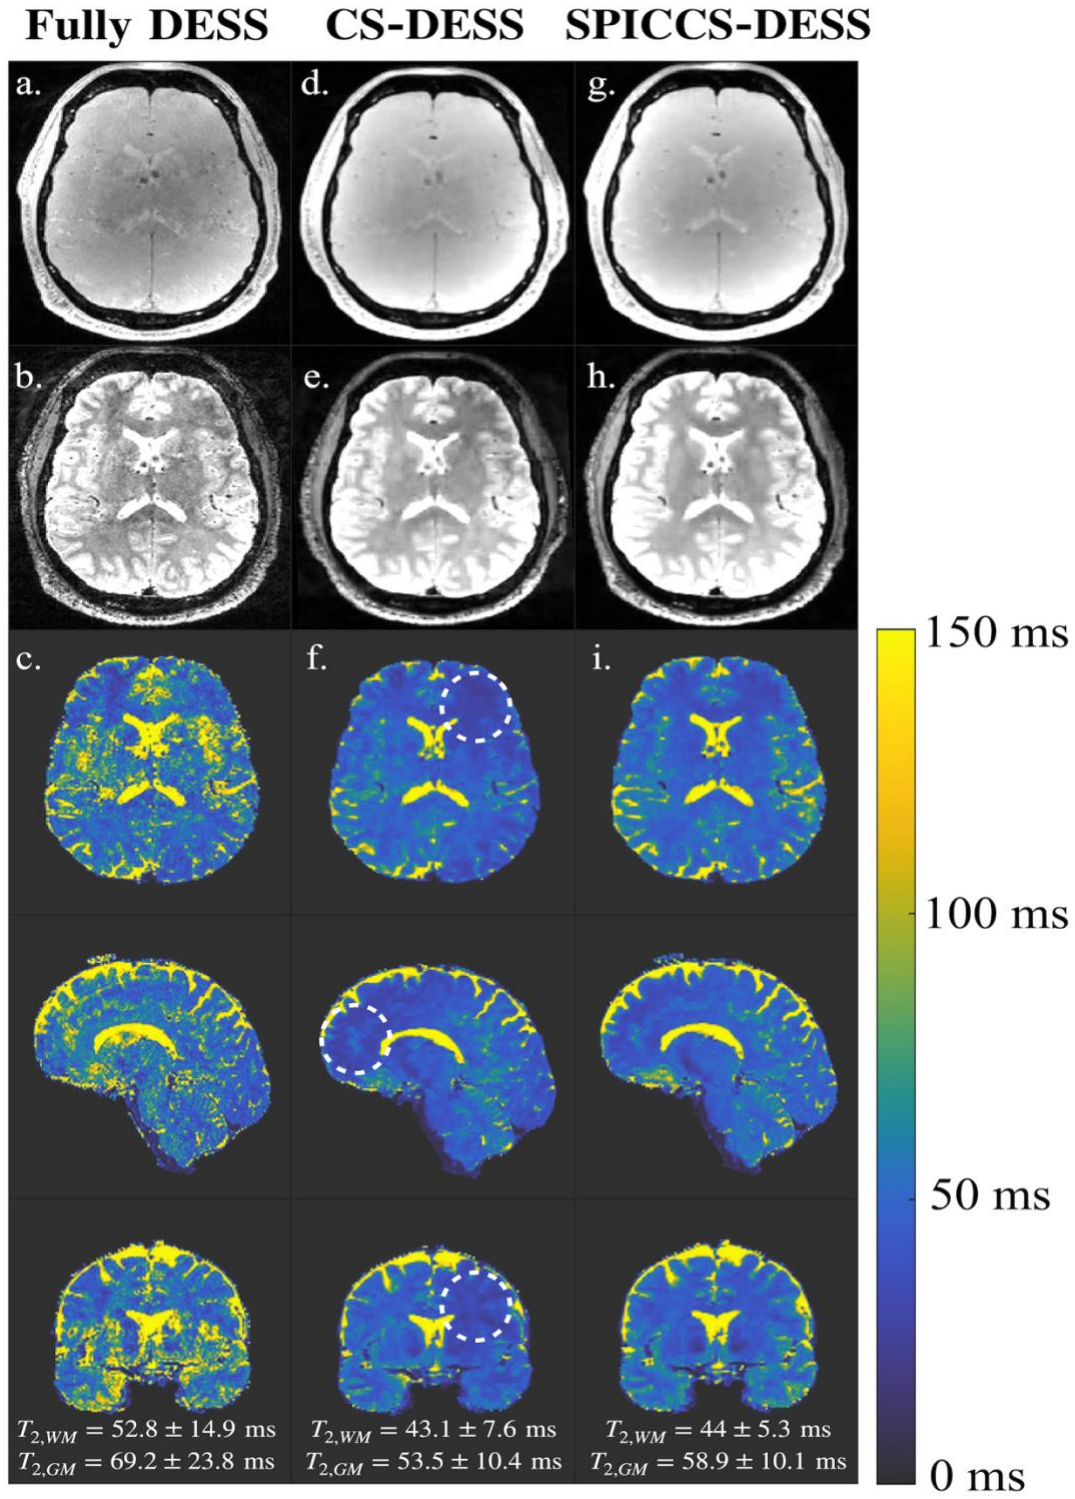 Fully DESS CS-DESS SPICCS-DESS
a. d. g.
b. e. h.
c. f. i.
150 ms
100 ms
50 ms
0 ms
T2,WM = 52.8 ± 14.9 ms T2,WM = 43.1 ± 7.6 ms T2,WM = 44 ± 5.3 ms
T2,GM = 69.2 ± 23.8 ms T2,GM = 53.5 ± 10.4 ms T2,GM = 58.9 ± 10.1 ms